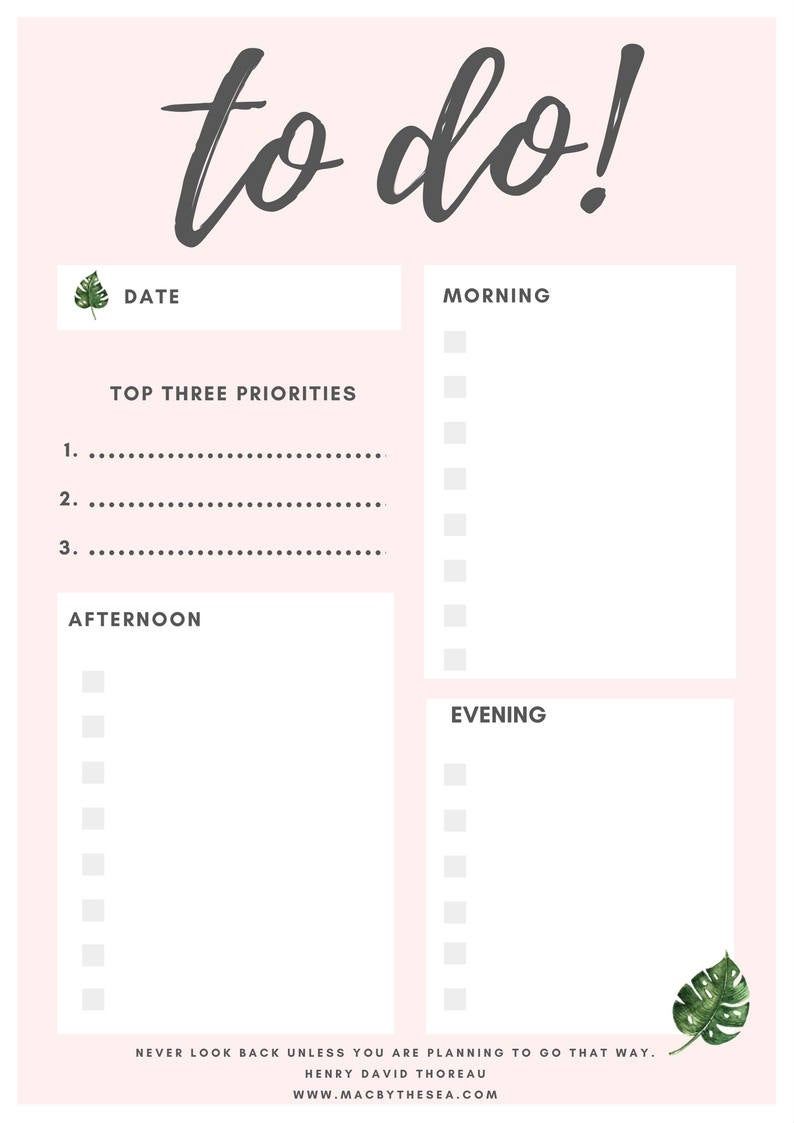 to do!
DATE
TOP THREE PRIORITIES
1. ..............................
2. ..............................
3. ..............................
MORNING
AFTERNOON
EVENING
NEVER LOOK BACK UNLESS YOU ARE PLANNING TO GO THAT WAY.
HENRY DAVID THOREAU
WWW.MACBYTHESEA.COM